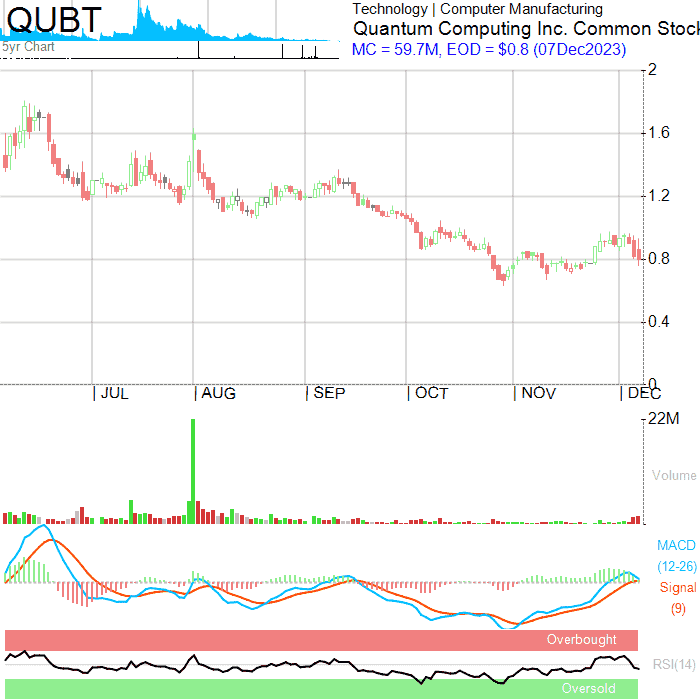 QUBT
5yr Chart
Technology | Computer Manufacturing
Quantum Computing Inc. Common Stock
MC = 59.7M, EOD = $0.8 (07Dec2023)
2
1.6
1.2
0.8
0.4
0
JUL
AUG
SEP
OCT
NOV
DEC
22M
Volume
MACD
(12-26)
Signal
(9)
Overbought
RSI(14)
Oversold